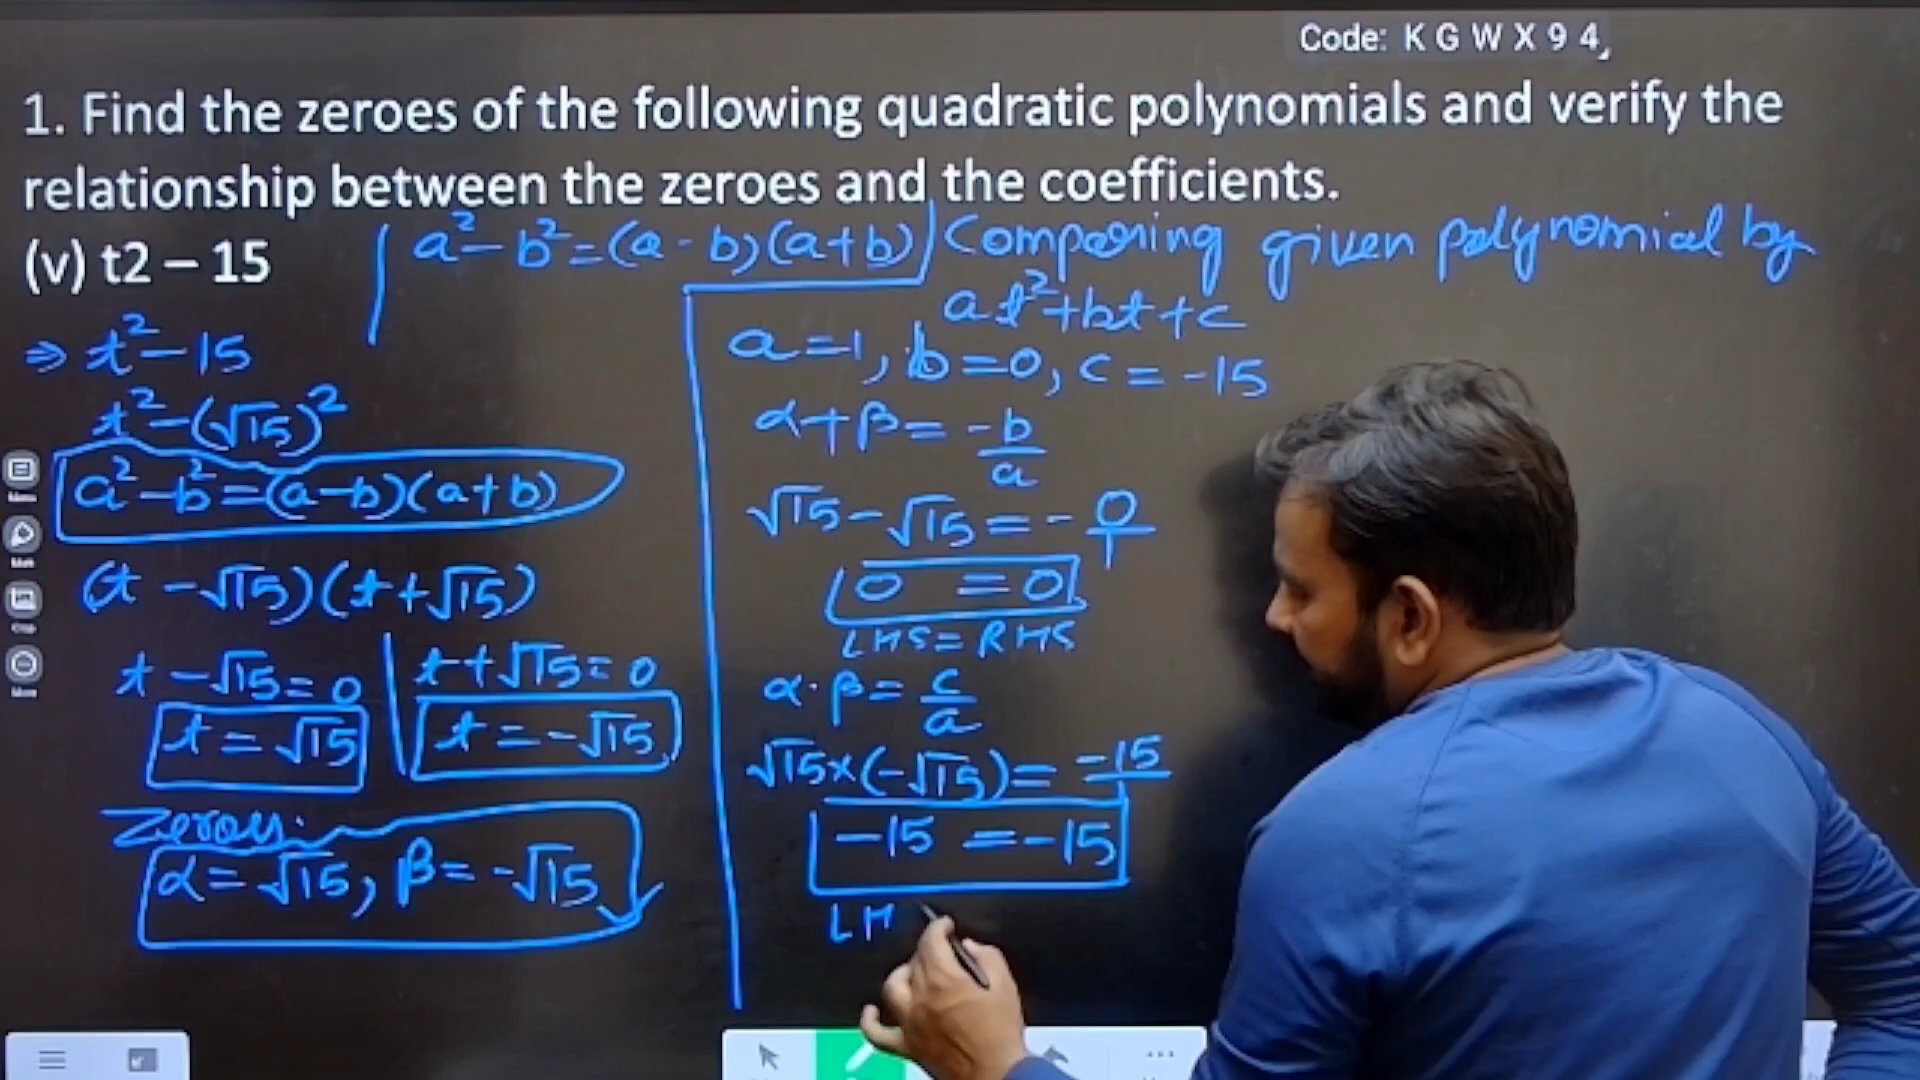 Code: K G W X 9 4
1. Find the zeroes of the following quadratic polynomials and verify the
relationship between the zeroes and the coefficients.
(v) t2 – 15
a² - b² = (a - b)(a + b)
⇒ t² - 15
t² - (√15)²
a² - b² = (a - b)(a + b)
(t - √15)(t + √15)
t - √15 = 0
t = √15
t + √15 = 0
t = -√15
Zeroes:
α = √15, β = -√15
Comparing given polynomial by
at² + bt + c
a = 1, b = 0, c = -15
α + β = -b/a
√15 - √15 = -0/1
0 = 0
LHS = RHS
α · β = c/a
√15 × (-√15) = -15/
-15 = -15
LH